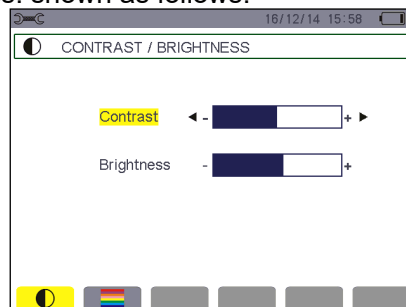 shown as follows:
16/12/14 15:58
CONTRAST / BRIGHTNESS
Contrast - +
Brightness - +